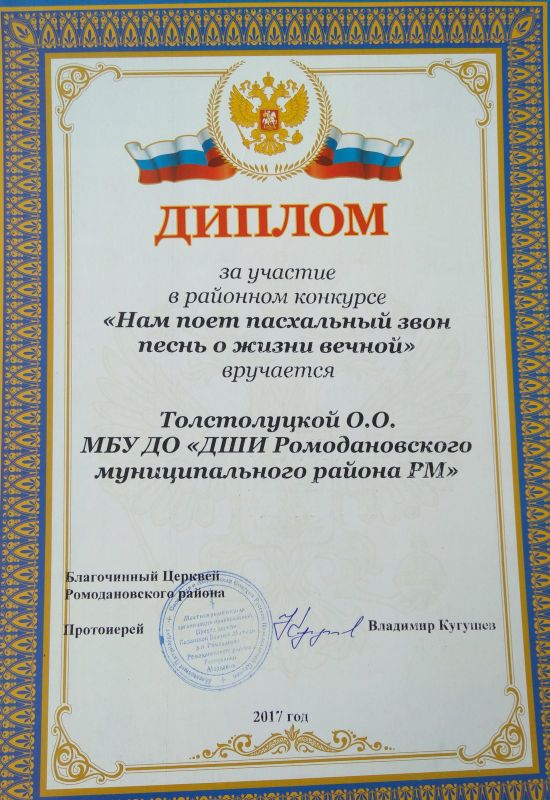 ДИПЛОМ
за участие
в районном конкурсе
«Нам поет пасхальный звон
песнь о жизни вечной»
вручается
Толстолуцкой О.О.
МБУ ДО «ДШИ Ромодановского
муниципального района РМ»
Благочинный Церквей
Ромодановского района
Протоиерей
Владимир Кугушев
2017 год